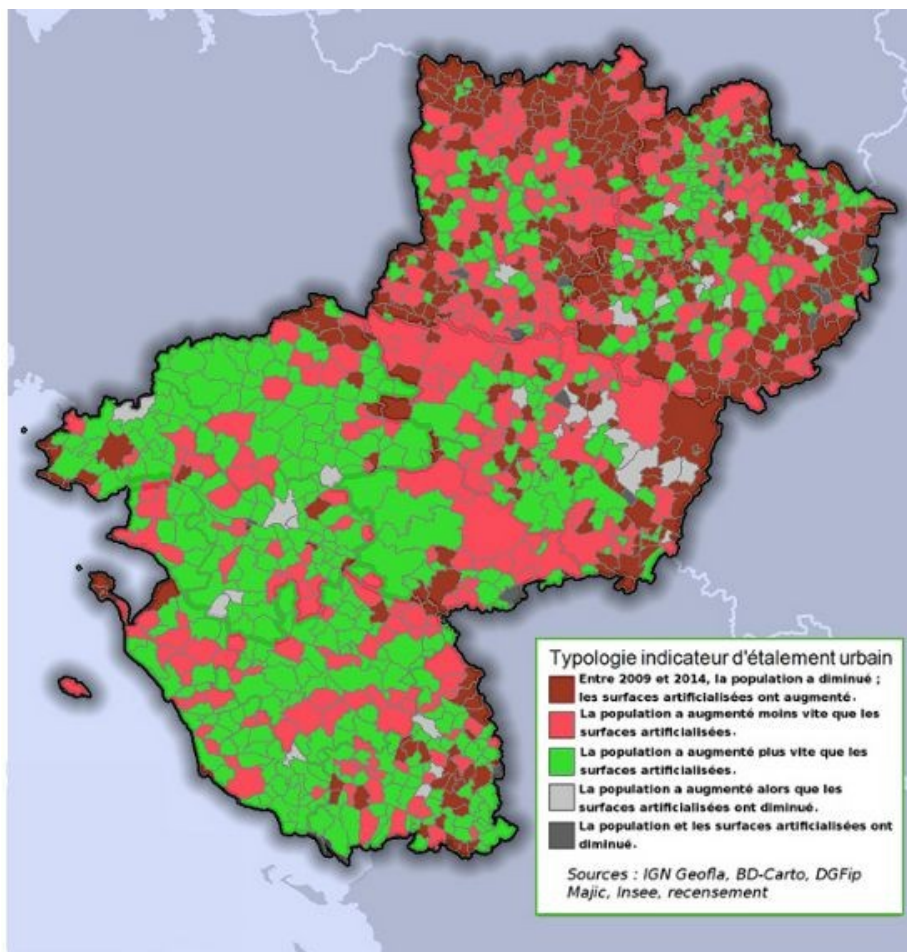 Typologie indicateur d'étalement urbain
Entre 2009 et 2014, la population a diminué ;
les surfaces artificialisées ont augmenté.
La population a augmenté moins vite que les
surfaces artificialisées.
La population a augmenté plus vite que les
surfaces artificialisées.
La population a augmenté alors que les
surfaces artificialisées ont diminué.
La population et les surfaces artificialisées ont
diminué.
Sources : IGN Geofla, BD-Carto, DGFip
Majic, Insee, recensement